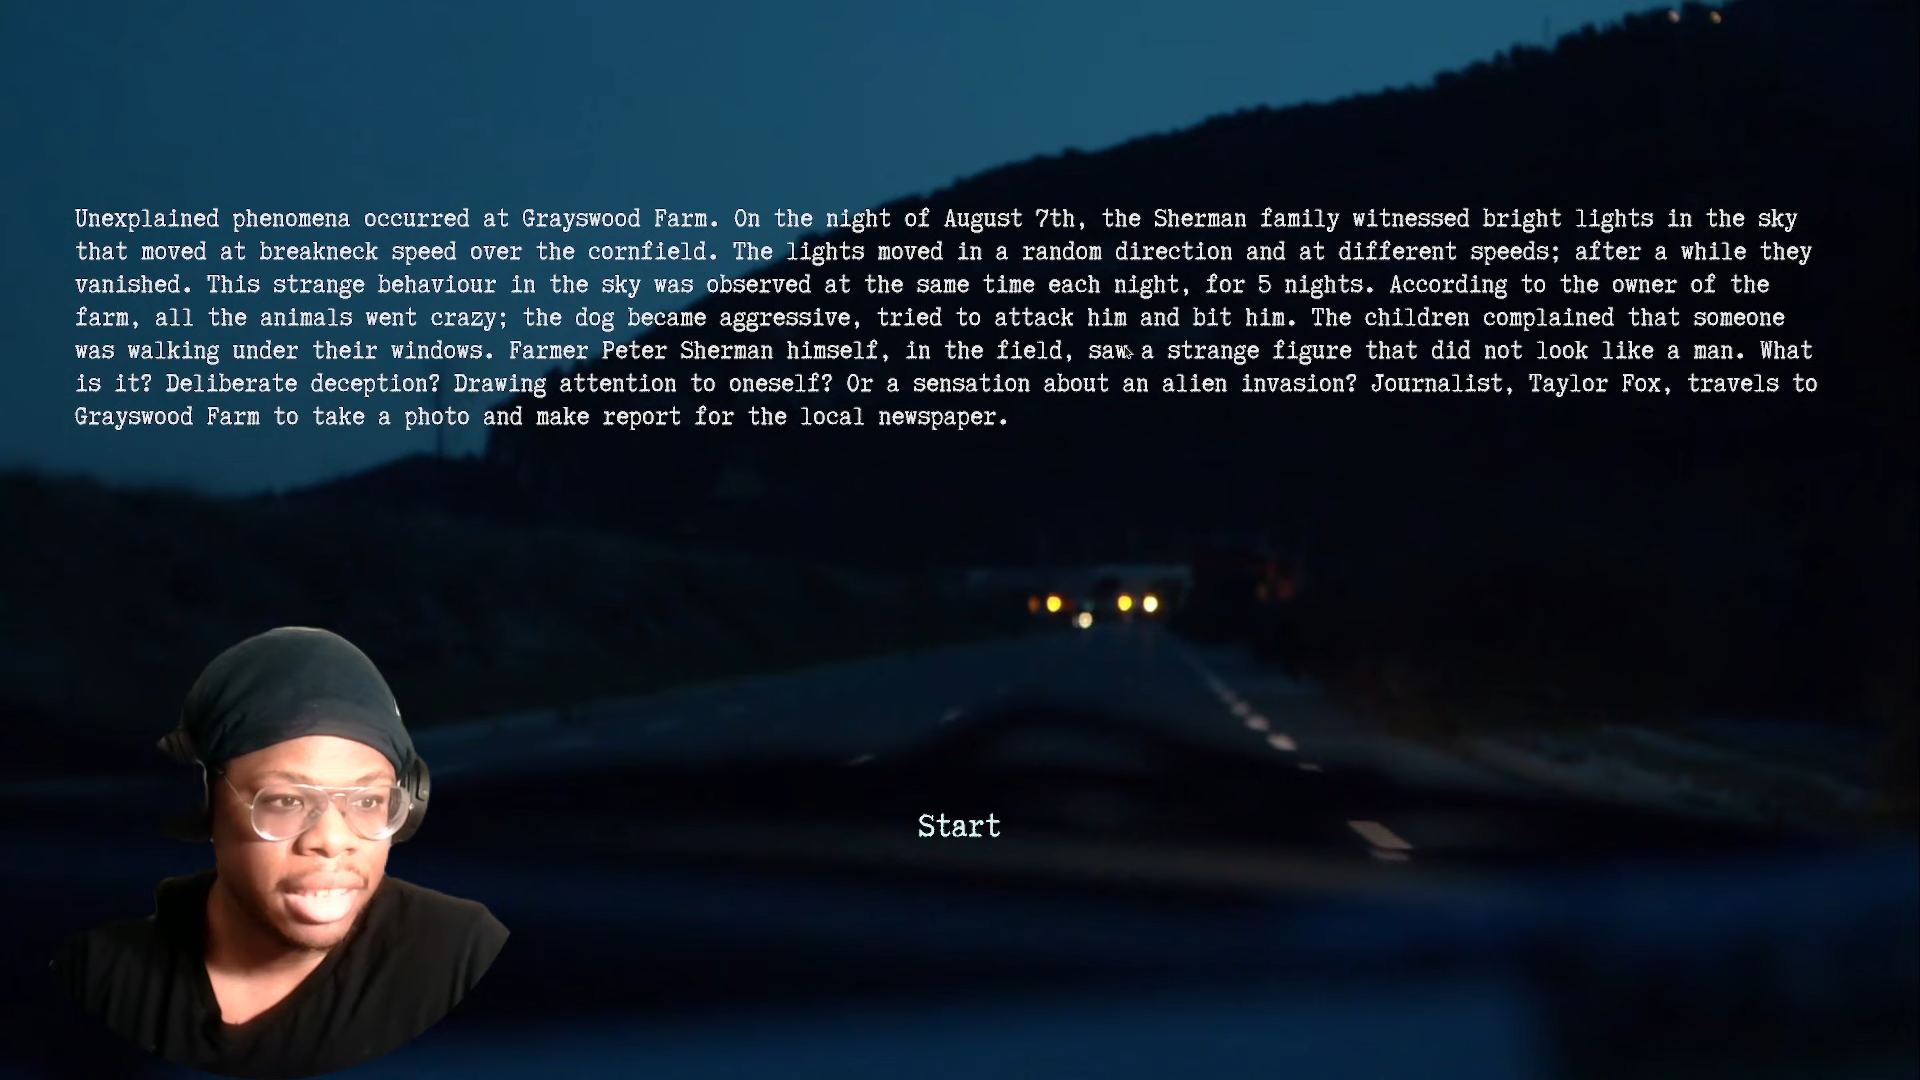 Unexplained phenomena occurred at Grayswood Farm. On the night of August 7th, the Sherman family witnessed bright lights in the sky
that moved at breakneck speed over the cornfield. The lights moved in a random direction and at different speeds; after a while they
vanished. This strange behaviour in the sky was observed at the same time each night, for 5 nights. According to the owner of the
farm, all the animals went crazy; the dog became aggressive, tried to attack him and bit him. The children complained that someone
was walking under their windows. Farmer Peter Sherman himself, in the field, saw a strange figure that did not look like a man. What
is it? Deliberate deception? Drawing attention to oneself? Or a sensation about an alien invasion? Journalist, Taylor Fox, travels to
Grayswood Farm to take a photo and make report for the local newspaper.
Start